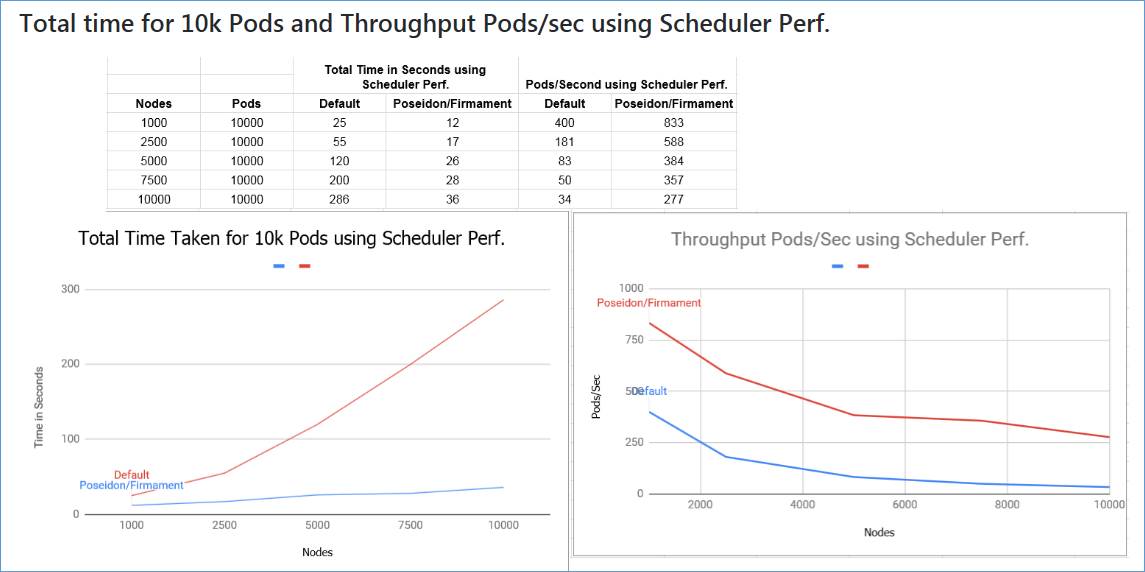 Total time for 10k Pods and Throughput Pods/sec using Scheduler Perf.
Total Time in Seconds using
Scheduler Perf.
Pods/Second using Scheduler Perf.
Nodes Pods Default Poseidon/Firmament Default Poseidon/Firmament
1000 10000 25 12 400 833
2500 10000 55 17 181 588
5000 10000 120 26 83 384
7500 10000 200 28 50 357
10000 10000 286 36 34 277
Total Time Taken for 10k Pods using Scheduler Perf.
300
200
100
0
Time in Seconds
Default
Poseidon/Firmament
1000 2500 5000 7500 10000
Nodes
Throughput Pods/Sec using Scheduler Perf.
1000
Poseidon/Firmament
750
500
Default
250
0
Pods/Sec
2000 4000 6000 8000 10000
Nodes